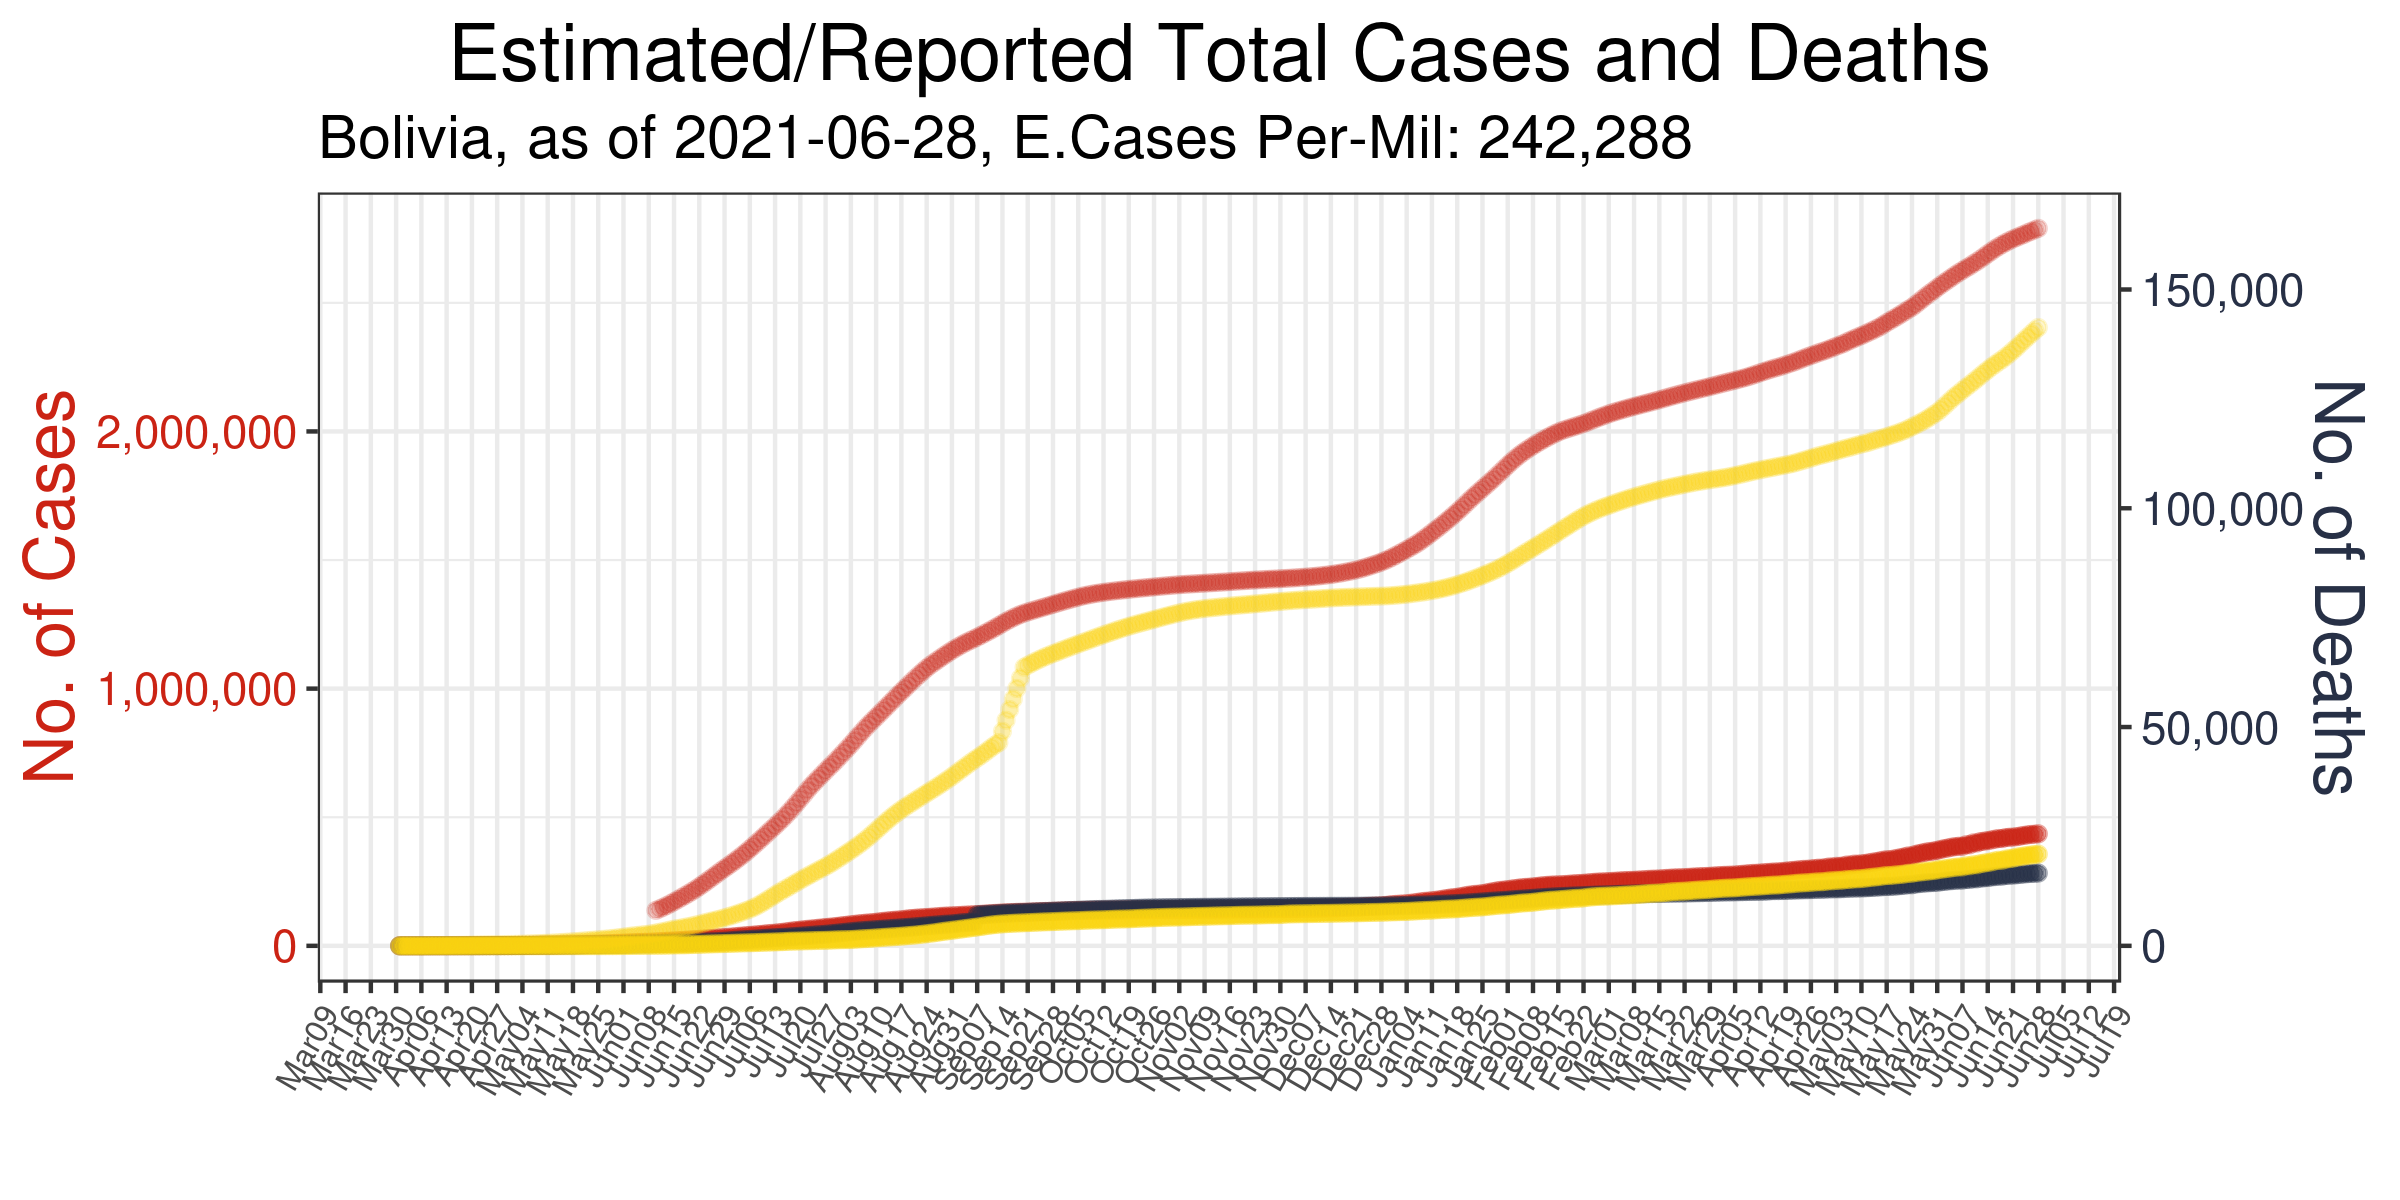 Estimated/Reported Total Cases and Deaths
Bolivia, as of 2021-06-28, E.Cases Per-Mil: 242,288
No. of Cases
2,000,000
1,000,000
0
150,000
100,000
50,000
0
No. of Deaths
Mar09
Mar16
Mar23
Mar30
Apr06
Apr13
Apr20
Apr27
May04
May11
May18
May25
Jun01
Jun08
Jun15
Jun22
Jun29
Jul06
Jul13
Jul20
Jul27
Aug03
Aug10
Aug17
Aug24
Aug31
Sep07
Sep14
Sep21
Sep28
Oct05
Oct12
Oct19
Oct26
Nov02
Nov09
Nov16
Nov23
Nov30
Dec07
Dec14
Dec21
Dec28
Jan04
Jan11
Jan18
Jan25
Feb01
Feb08
Feb15
Feb22
Mar01
Mar08
Mar15
Mar22
Mar29
Apr05
Apr12
Apr19
Apr26
May03
May10
May17
May24
May31
Jun07
Jun14
Jun21
Jun28
Jul05
Jul12
Jul19